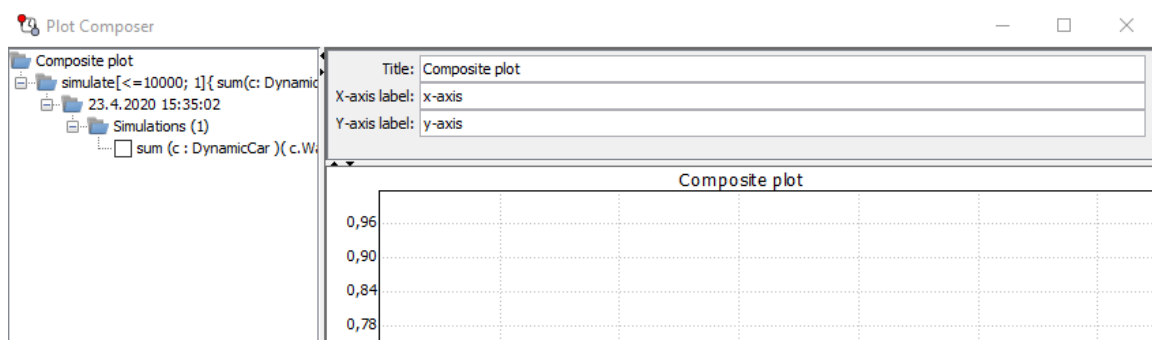 Plot Composer
Composite plot
simulate[<=10000; 1]{ sum(c: Dynamic
23.4.2020 15:35:02
Simulations (1)
sum (c : DynamicCar )( c.Wa
Title: Composite plot
X-axis label: x-axis
Y-axis label: y-axis
Composite plot
0,96
0,90
0,84
0,78